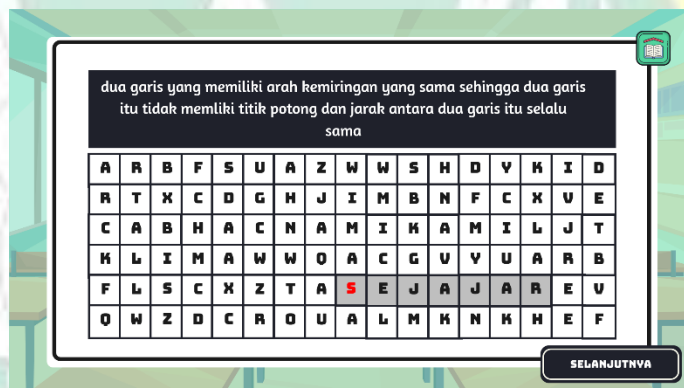 dua garis yang memiliki arah kemiringan yang sama sehingga dua garis
itu tidak memliki titik potong dan jarak antara dua garis itu selalu
sama
A R B F S U A Z W W S H D Y K I D
R T X C D G H J I M B N F C X V E
C A B H A C N A M I K A M I L J T
K L I M A W W Q A C G V Y U A R B
F L S C X Z T A S E J A J A R E V
Q W Z D C R O U A L M K N K H E F
SELANJUTNYA